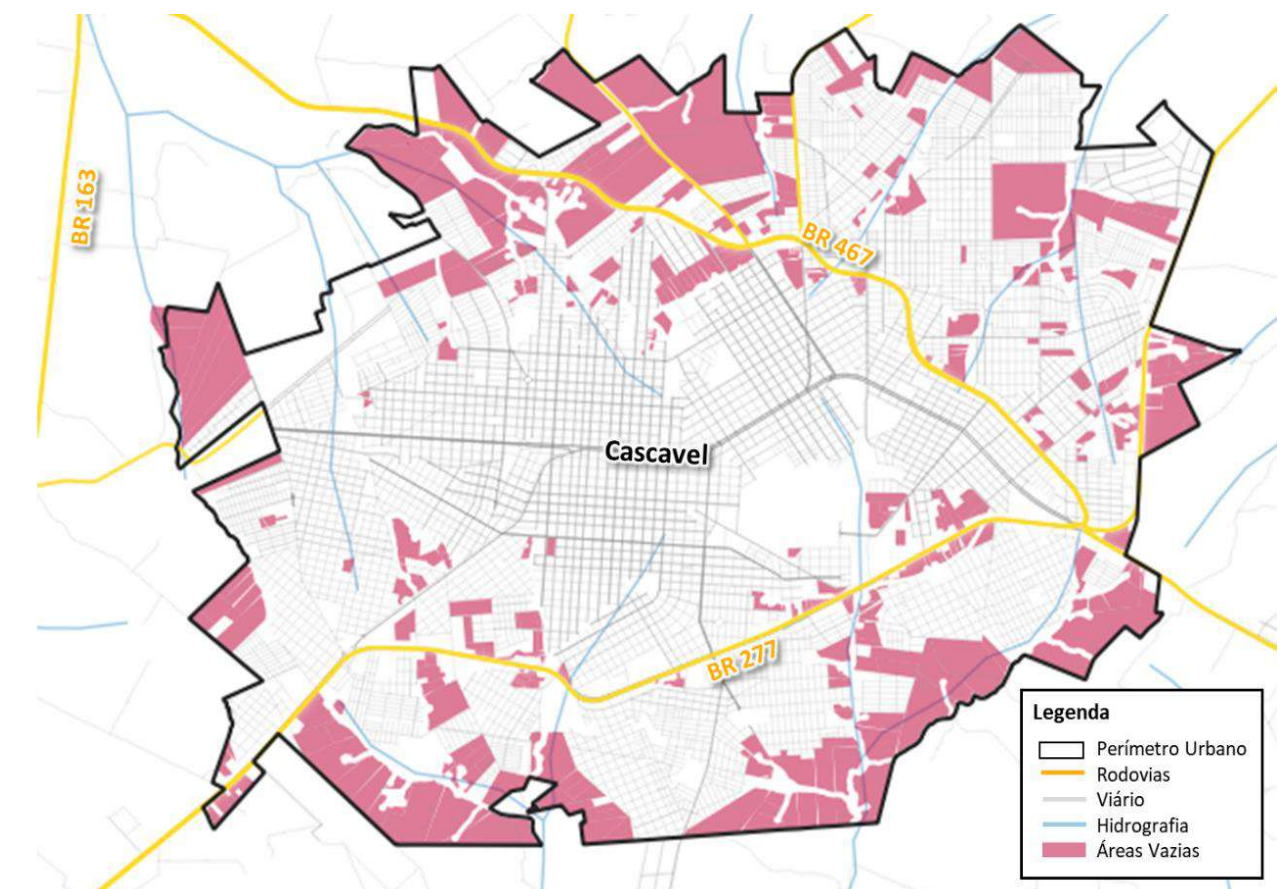 BR 163
BR 467
Cascavel
BR 277
Legenda
Perímetro Urbano
Rodovias
Viário
Hidrografia
Áreas Vazias